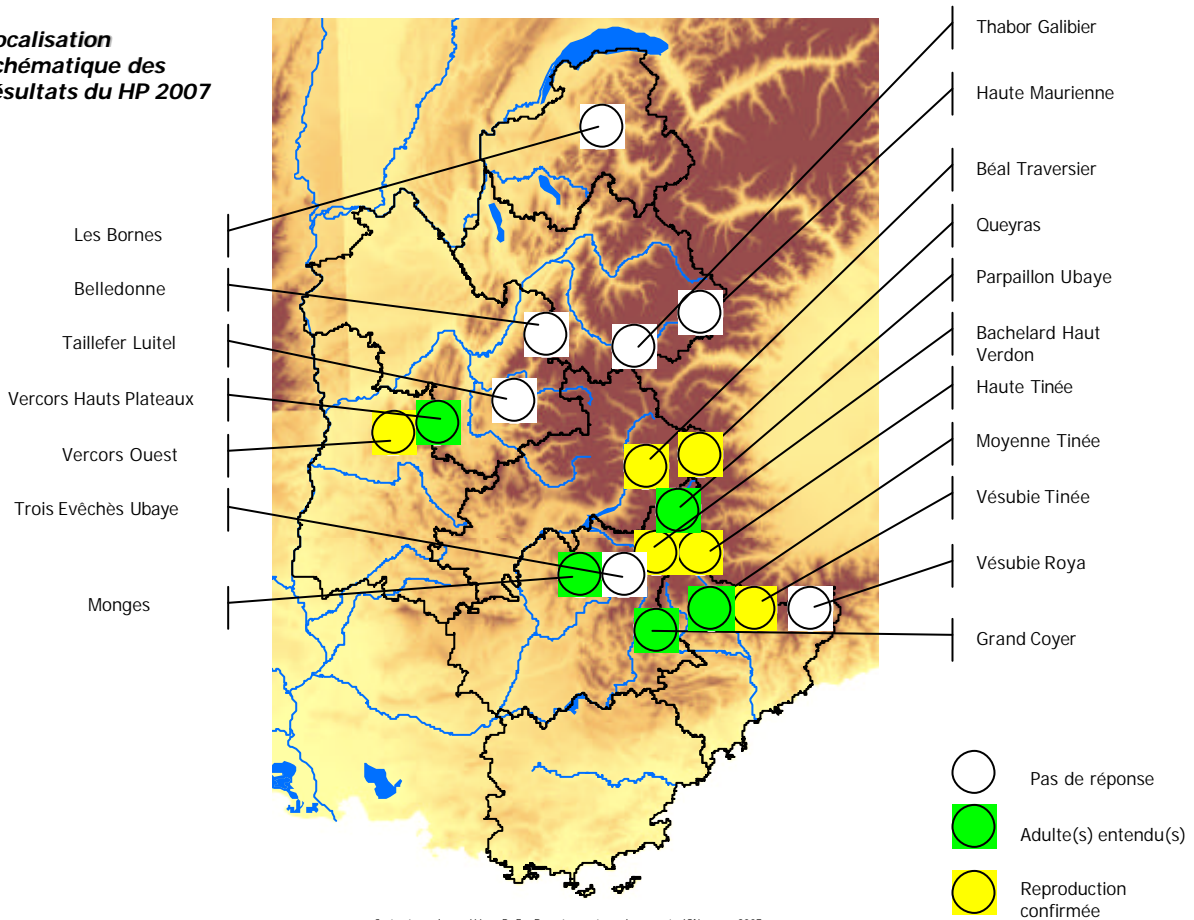 ocalisation
chématique des
ésultats du HP 2007
Les Bornes
Belledonne
Taillefer Luitel
Vercors Hauts Plateaux
Vercors Ouest
Trois Evêchès Ubaye
Monges
Thabor Galibier
Haute Maurienne
Béal Traversier
Queyras
Parpaillon Ubaye
Bachelard Haut
Verdon
Haute Tinée
Moyenne Tinée
Vésubie Tinée
Vésubie Roya
Grand Coyer
Pas de réponse
Adulte(s) entendu(s)
Reproduction
confirmée